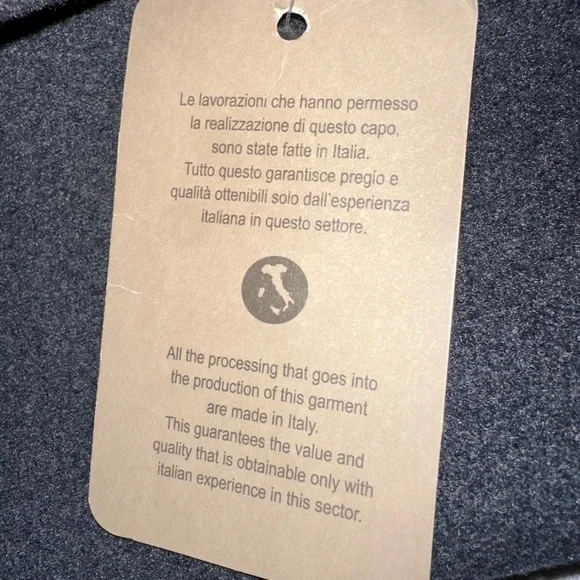 Le lavorazioni che hanno permesso
la realizzazione di questo capo,
sono state fatte in Italia.
Tutto questo garantisce pregio e
qualità ottenibili solo dall'esperienza
italiana in questo settore.
All the processing that goes into
the production of this garment
are made in Italy.
This guarantees the value and
quality that is obtainable only with
italian experience in this sector.